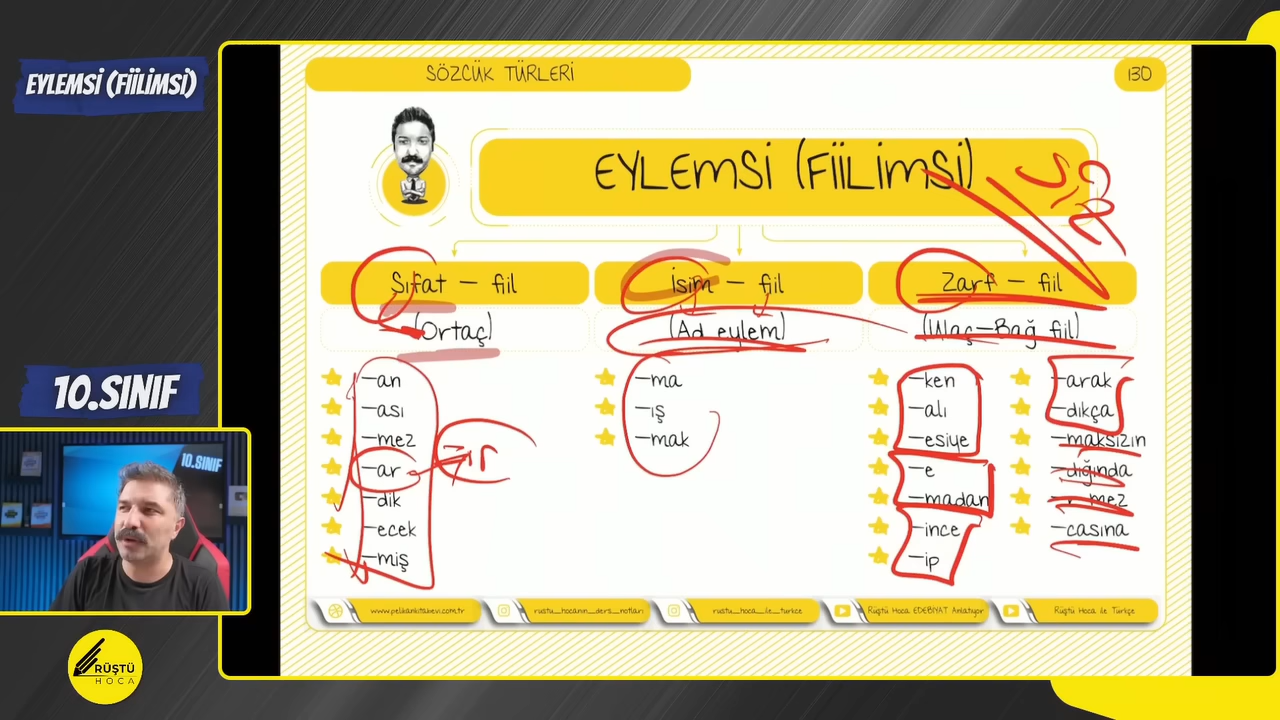 EYLEMSİ (FİİLİMSİ)
SÖZCÜK TÜRLERİ
130
EYLEMSİ (FİİLİMSİ)
Sıfat – fiil
İsim – fiil
Zarf – fiil
(Ortaç)
(Ad eylem)
(Ulaç–Bağ fiil)
–an
–ası
–mez
–ar
–dik
–ecek
–miş
ır
–ma
–ış
–mak
–ken
–alı
–esiye
–e
–madan
–ince
–ip
–arak
–dıkça
–maksızın
–dığında
–r mez
–casına
10.SINIF
10.SINIF
www.pelikankitabevi.com.tr
rustu_hocanın_ders_notları
rustu_hoca_ile_turkce
Rüştü Hoca EDEBİYAT Anlatıyor
Rüştü Hoca ile Türkçe
RÜŞTÜ
HOCA